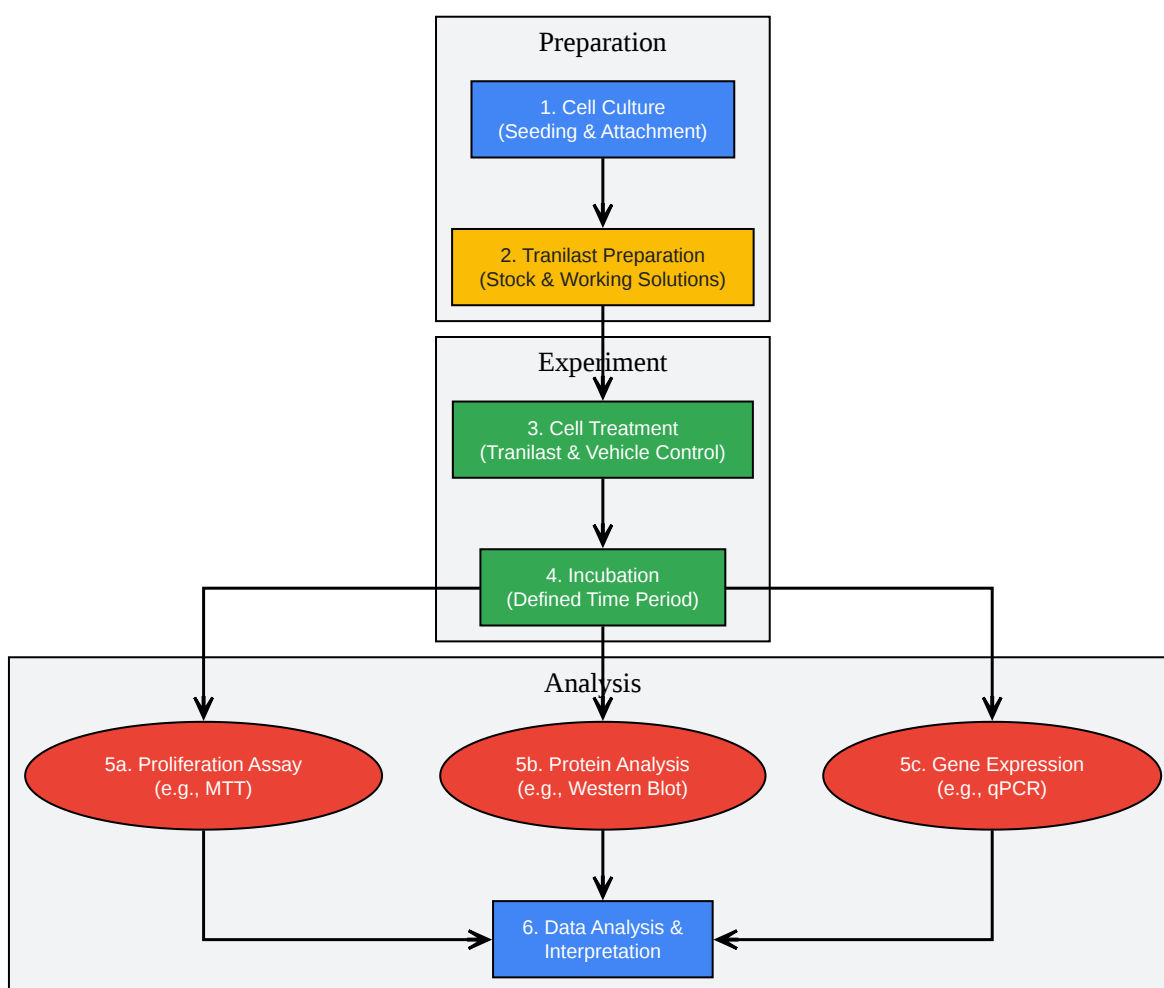 Preparation
1. Cell Culture
(Seeding & Attachment)
2. Tranilast Preparation
(Stock & Working Solutions)
Experiment
3. Cell Treatment
(Tranilast & Vehicle Control)
4. Incubation
(Defined Time Period)
Analysis
5a. Proliferation Assay
(e.g., MTT)
5b. Protein Analysis
(e.g., Western Blot)
5c. Gene Expression
(e.g., qPCR)
6. Data Analysis &
Interpretation